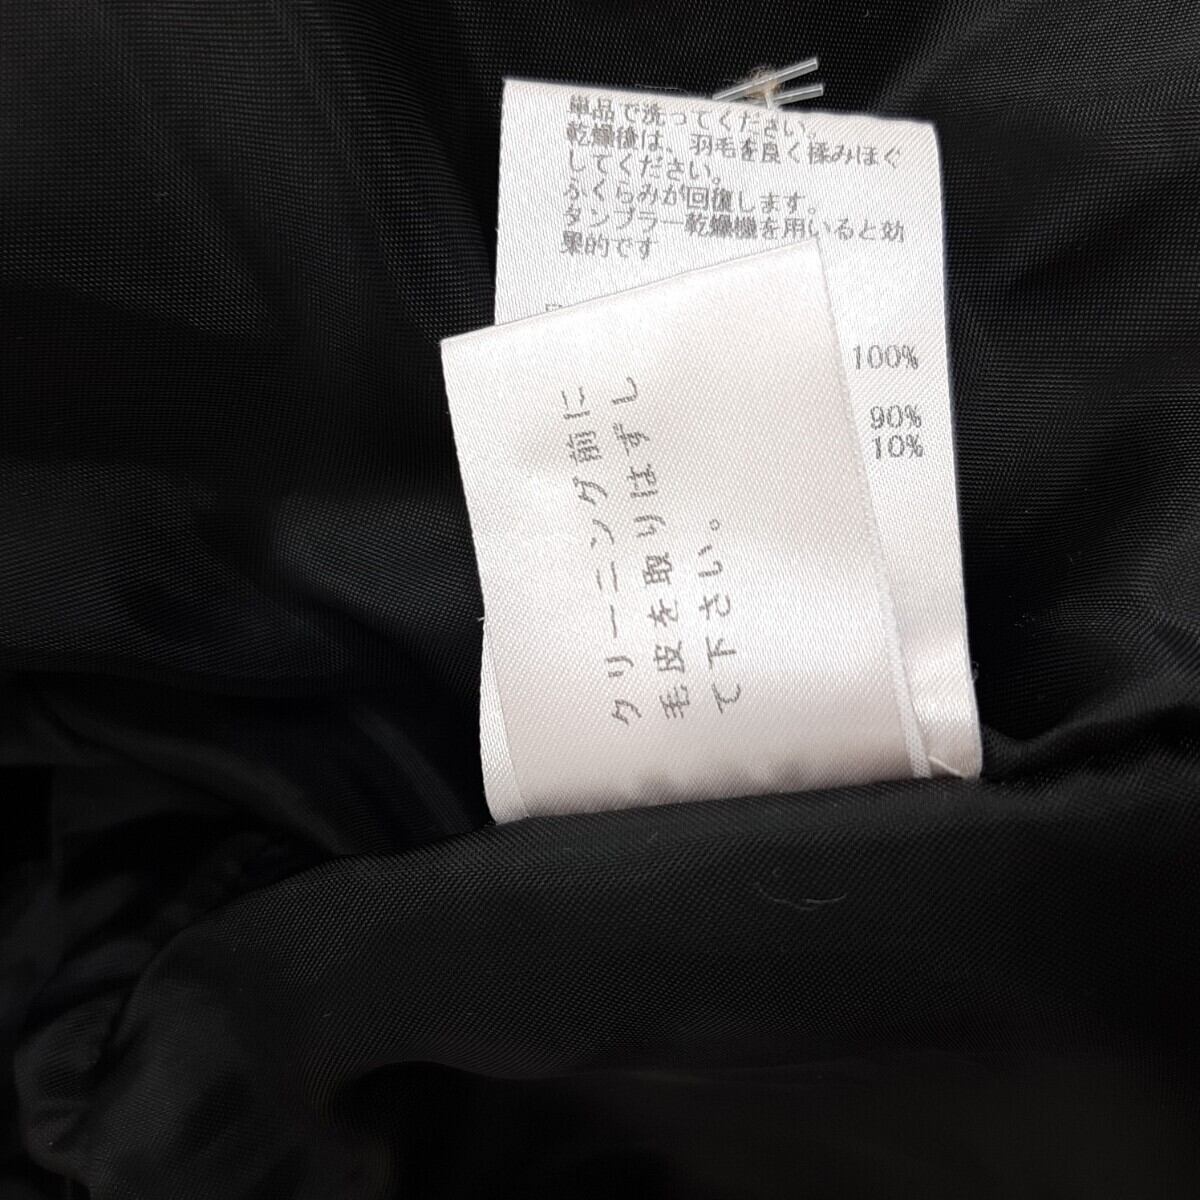 単品で洗ってください。
乾燥後は、羽毛を良く揉みほぐ
してください。
ふくらみが回復します。
タンブラー乾燥機を用いると効
果的です
100%
90%
10%
クリーニング前に
毛皮を取りはずし
て下さい。